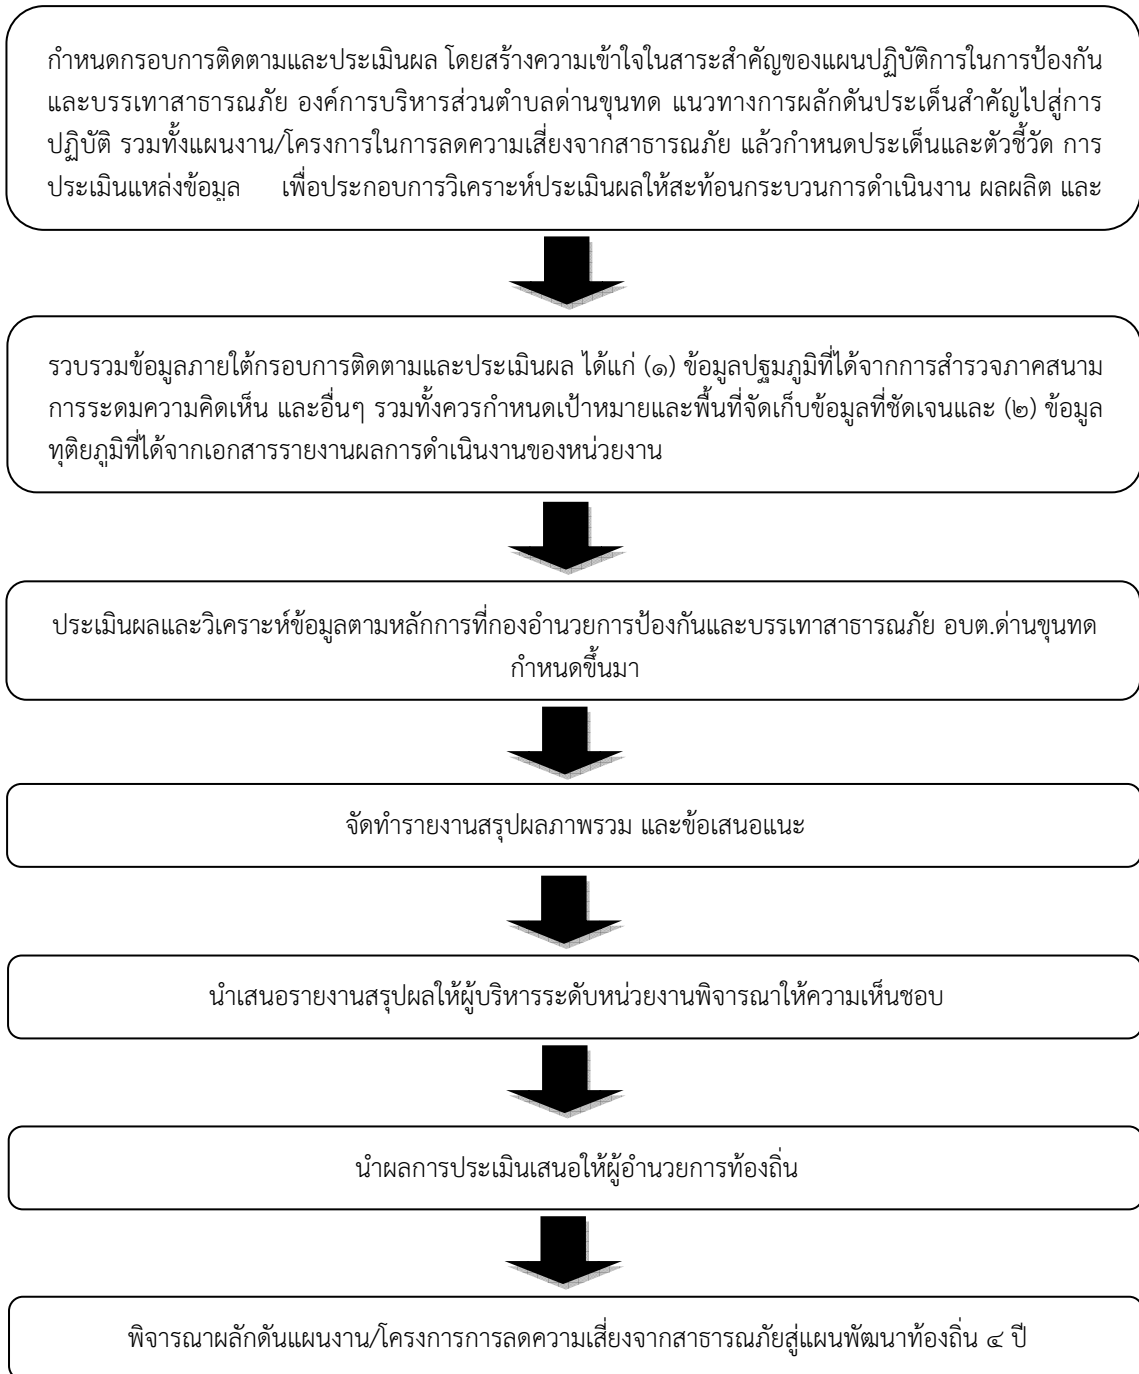 กำหนดกรอบการติดตามและประเมินผล โดยสร้างความเข้าใจในสาระสำคัญของแผนปฏิบัติการในการป้องกัน
และบรรเทาสาธารณภัย องค์การบริหารส่วนตำบลด่านขุนทด แนวทางการผลักดันประเด็นสำคัญไปสู่การ
ปฏิบัติ รวมทั้งแผนงาน/โครงการในการลดความเสี่ยงจากสาธารณภัย แล้วกำหนดประเด็นและตัวชี้วัด การ
ประเมินแหล่งข้อมูล เพื่อประกอบการวิเคราะห์ประเมินผลให้สะท้อนกระบวนการดำเนินงาน ผลผลิต และ
รวบรวมข้อมูลภายใต้กรอบการติดตามและประเมินผล ได้แก่ (๑) ข้อมูลปฐมภูมิที่ได้จากการสำรวจภาคสนาม
การระดมความคิดเห็น และอื่นๆ รวมทั้งควรกำหนดเป้าหมายและพื้นที่จัดเก็บข้อมูลที่ชัดเจนและ (๒) ข้อมูล
ทุติยภูมิที่ได้จากเอกสารรายงานผลการดำเนินงานของหน่วยงาน
ประเมินผลและวิเคราะห์ข้อมูลตามหลักการที่กองอำนวยการป้องกันและบรรเทาสาธารณภัย อบต.ด่านขุนทด
กำหนดขึ้นมา
จัดทำรายงานสรุปผลภาพรวม และข้อเสนอแนะ
นำเสนอรายงานสรุปผลให้ผู้บริหารระดับหน่วยงานพิจารณาให้ความเห็นชอบ
นำผลการประเมินเสนอให้ผู้อำนวยการท้องถิ่น
พิจารณาผลักดันแผนงาน/โครงการการลดความเสี่ยงจากสาธารณภัยสู่แผนพัฒนาท้องถิ่น ๔ ปี